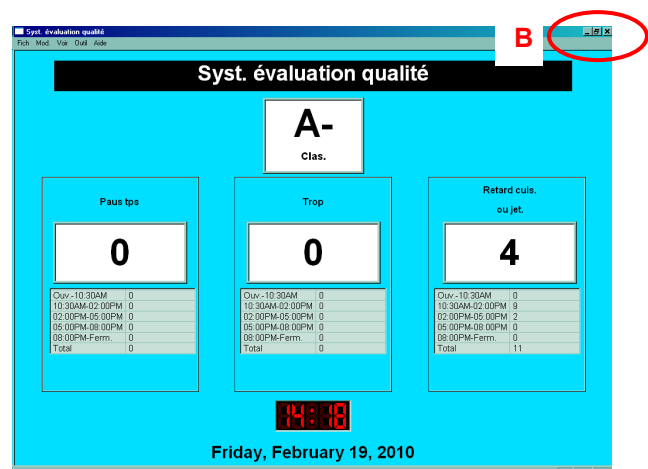 Syst. évaluation qualité
B
Fich Mod. Voir Outil Aide
Syst. évaluation qualité
A-
Clas.
Paus tps
0
Ouv.-10:30AM 0
10:30AM-02:00PM 0
02:00PM-05:00PM 0
05:00PM-08:00PM 0
08:00PM-Ferm. 0
Total 0
Trop
0
Ouv.-10:30AM 0
10:30AM-02:00PM 0
02:00PM-05:00PM 0
05:00PM-08:00PM 0
08:00PM-Ferm. 0
Total 0
Retard cuis.
ou jet.
4
Ouv.-10:30AM 0
10:30AM-02:00PM 9
02:00PM-05:00PM 2
05:00PM-08:00PM 0
08:00PM-Ferm. 0
Total 11
14:18
Friday, February 19, 2010